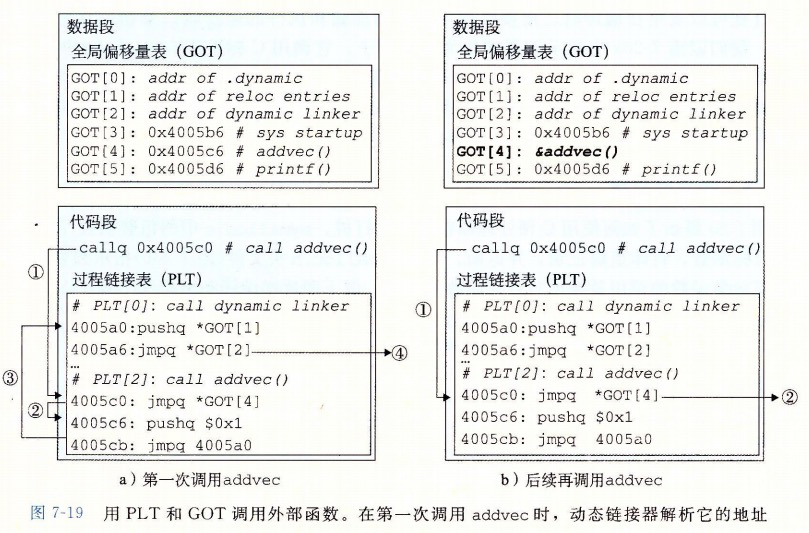 数据段
全局偏移量表（GOT）
GOT[0]: addr of .dynamic
GOT[1]: addr of reloc entries
GOT[2]: addr of dynamic linker
GOT[3]: 0x4005b6 # sys startup
GOT[4]: 0x4005c6 # addvec()
GOT[5]: 0x4005d6 # printf()
代码段
callq 0x4005c0 # call addvec()
①
过程链接表（PLT）
# PLT[0]: call dynamic linker
4005a0:pushq *GOT[1]
4005a6:jmpq *GOT[2]
④
…
③
# PLT[2]: call addvec()
4005c0: jmpq *GOT[4]
②
4005c6: pushq $0x1
4005cb: jmpq 4005a0
a）第一次调用addvec
数据段
全局偏移量表（GOT）
GOT[0]: addr of .dynamic
GOT[1]: addr of reloc entries
GOT[2]: addr of dynamic linker
GOT[3]: 0x4005b6 # sys startup
GOT[4]: &addvec()
GOT[5]: 0x4005d6 # printf()
代码段
callq 0x4005c0 # call addvec()
过程链接表（PLT）
①
# PLT[0]: call dynamic linker
4005a0:pushq *GOT[1]
4005a6:jmpq *GOT[2]
…
# PLT[2]: call addvec()
4005c0: jmpq *GOT[4]
②
4005c6: pushq $0x1
4005cb: jmpq 4005a0
b）后续再调用addvec
图 7-19 用 PLT 和 GOT 调用外部函数。在第一次调用 addvec 时，动态链接器解析它的地址